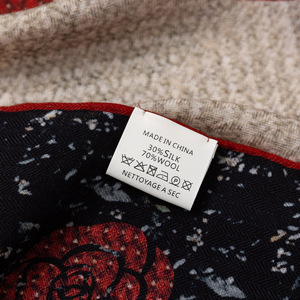 MADE IN CHINA
30%SILK
70%WOOL
NETTOYAGE A SEC